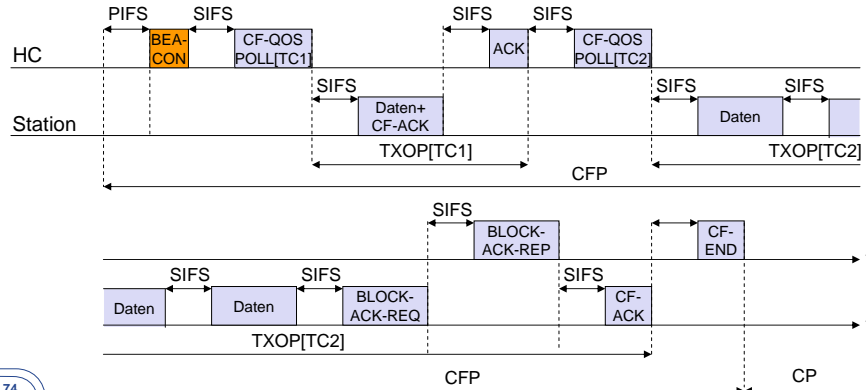 PIFS SIFS SIFS SIFS
HC
BEA-
CON
CF-QOS
POLL[TC1]
ACK
CF-QOS
POLL[TC2]
SIFS SIFS SIFS
Station
Daten+
CF-ACK
Daten
TXOP[TC1] TXOP[TC2]
CFP
SIFS
BLOCK-
ACK-REP
CF-
END
SIFS SIFS SIFS
Daten
Daten
BLOCK-
ACK-REQ
CF-
ACK
TXOP[TC2]
CFP CP
74